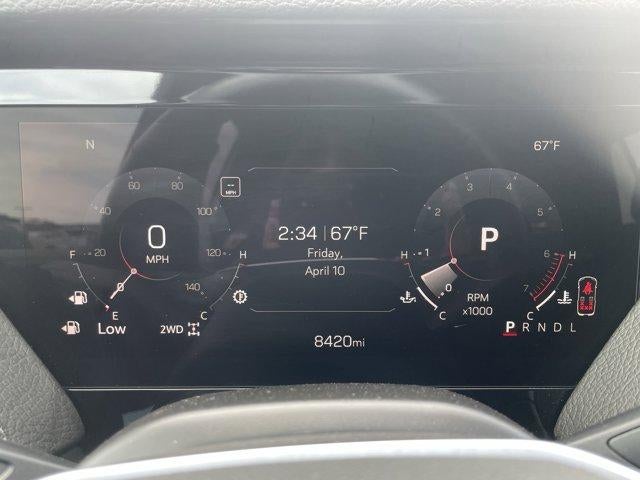 N
67°F
60 80
40 100
20 120
140
0
MPH
--
MPH
F H
E C
Low
2WD
2:34 | 67°F
Friday,
April 10
8420mi
3 4
2 5
1 6
0 7
P
RPM
x1000
H H
C C
P R N D L